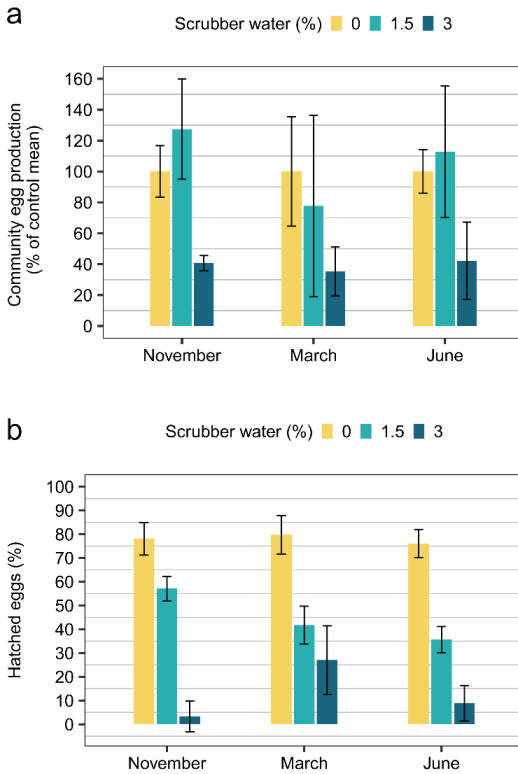 a
Scrubber water (%) 0 1.5 3
Community egg production
(% of control mean)
160
140
120
100
80
60
40
20
0
November March June
b
Scrubber water (%) 0 1.5 3
Hatched eggs (%)
100
90
80
70
60
50
40
30
20
10
0
November March June